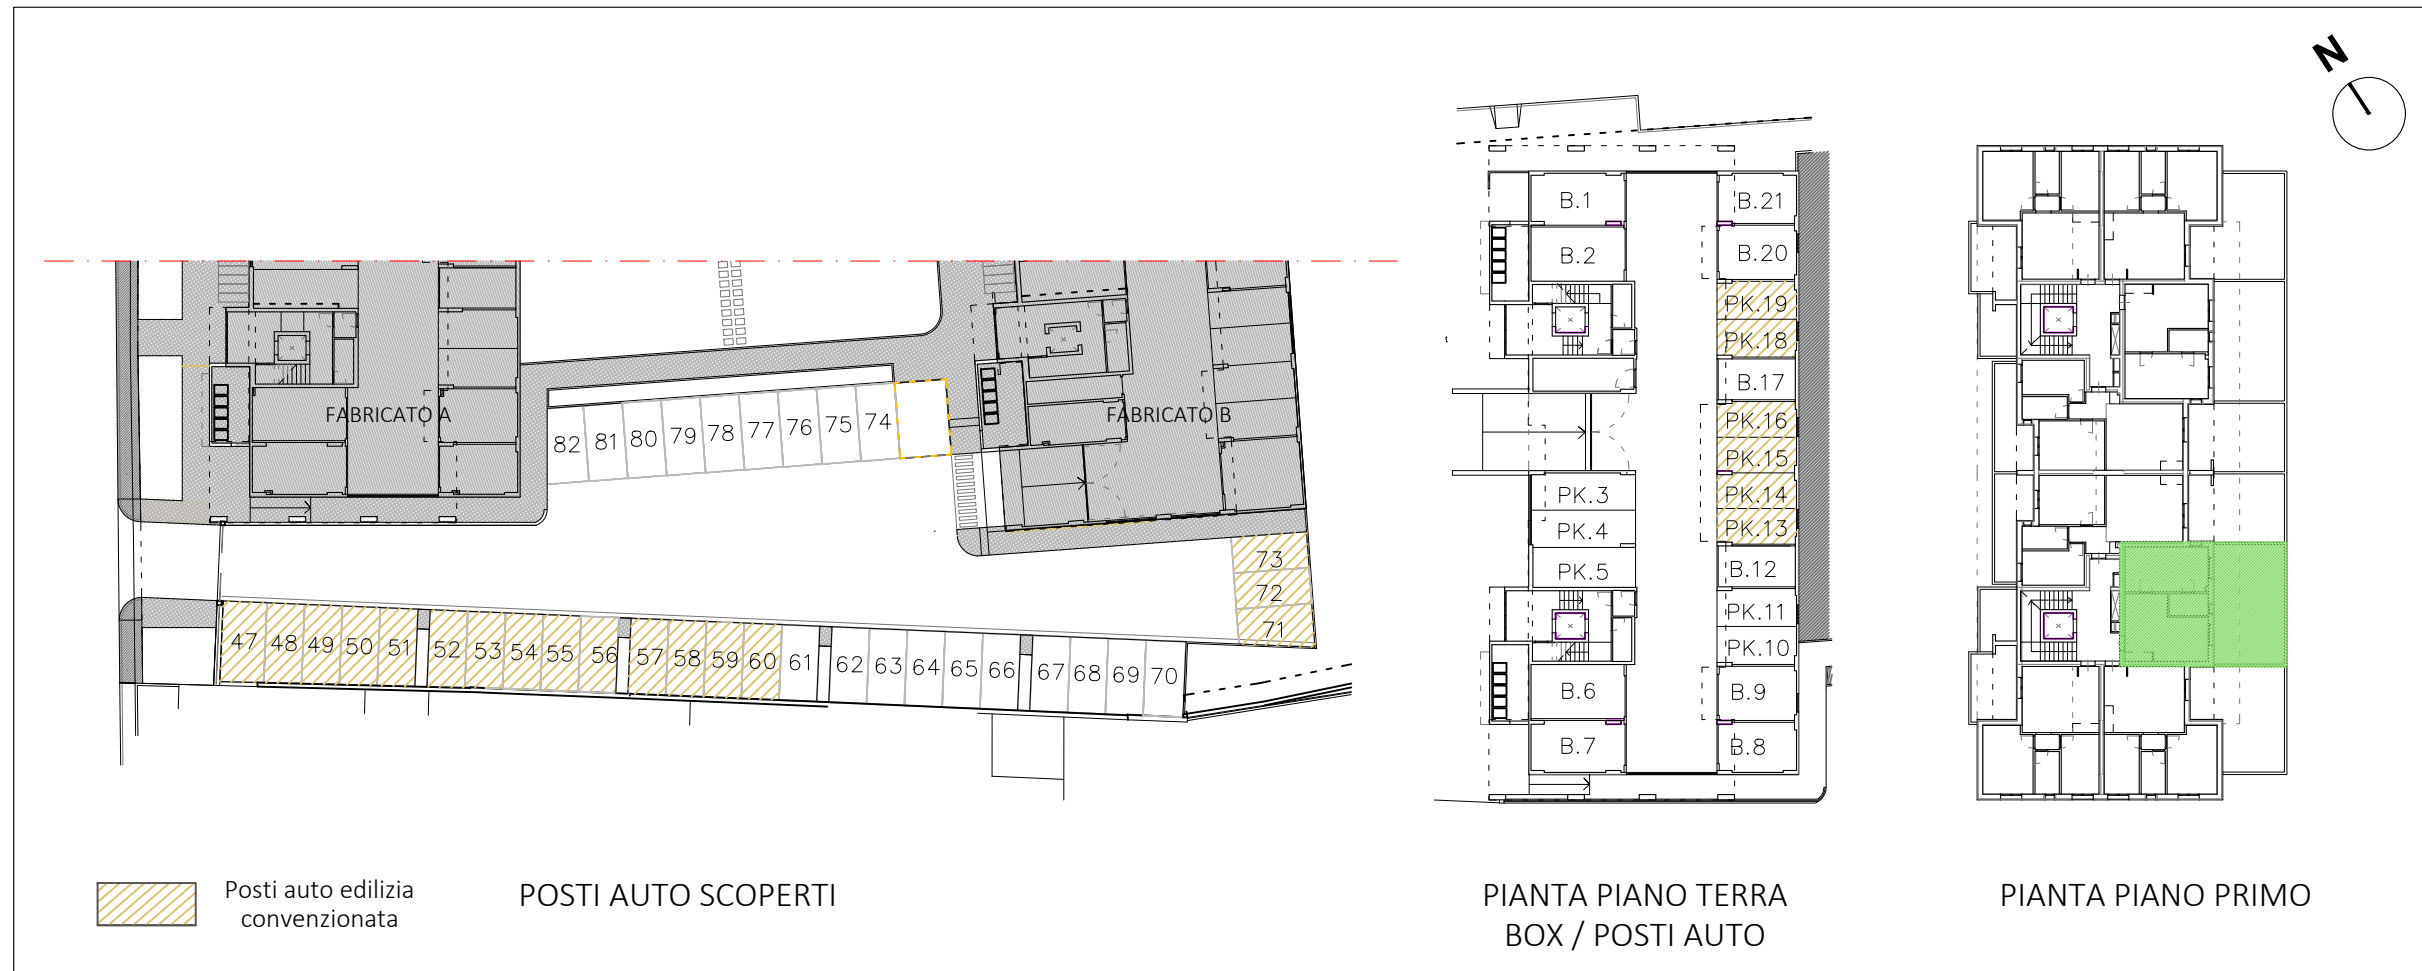 N
FABRICATO A
FABRICATO B
82 81 80 79 78 77 76 75 74
73
72
71
47 48 49 50 51 52 53 54 55 56 57 58 59 60 61 62 63 64 65 66 67 68 69 70
B.1
B.2
PK.3
PK.4
PK.5
B.6
B.7
B.21
B.20
PK.19
PK.18
B.17
PK.16
PK.15
PK.14
PK.13
B.12
PK.11
PK.10
B.9
B.8
Posti auto edilizia
convenzionata
POSTI AUTO SCOPERTI
PIANTA PIANO TERRA
BOX / POSTI AUTO
PIANTA PIANO PRIMO